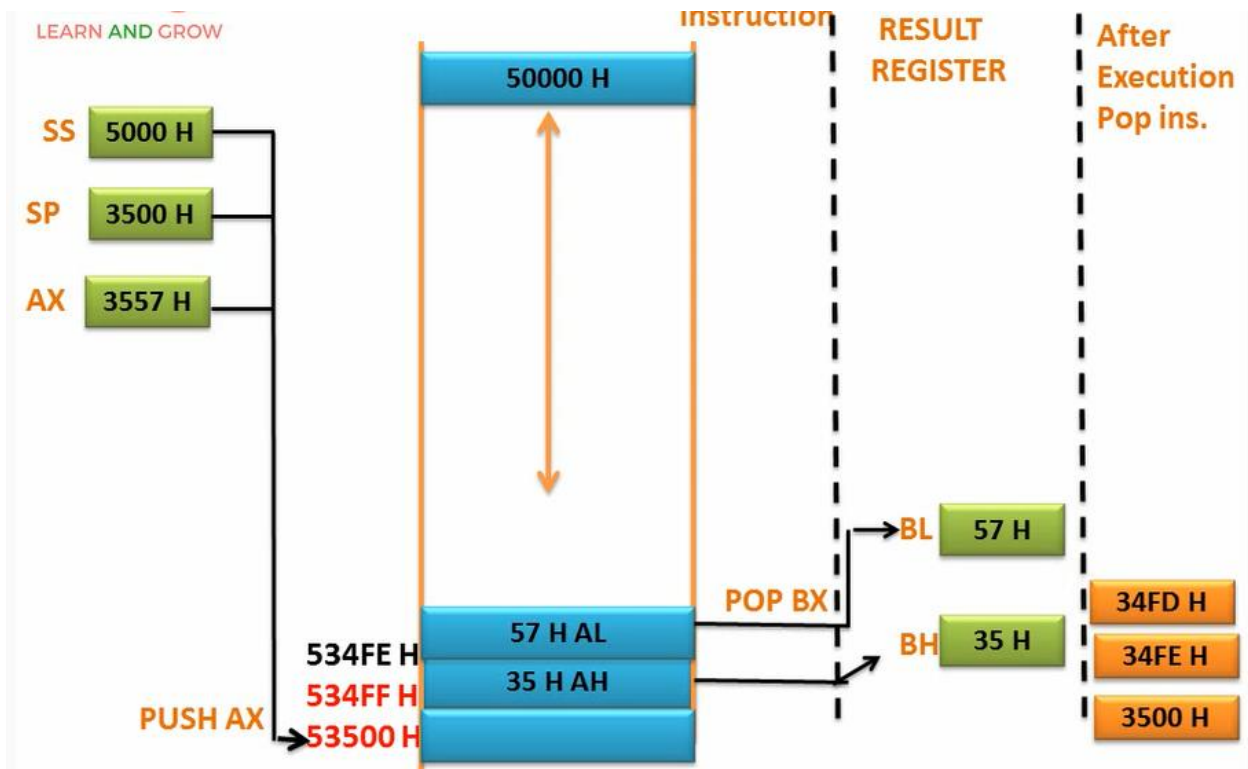 LEARN AND GROW
Instruction
RESULT
REGISTER
After
Execution
Pop ins.
50000 H
SS
5000 H
SP
3500 H
AX
3557 H
BL
57 H
POP BX
34FD H
57 H AL
BH
35 H
534FE H
34FE H
35 H AH
534FF H
PUSH AX
53500 H
3500 H